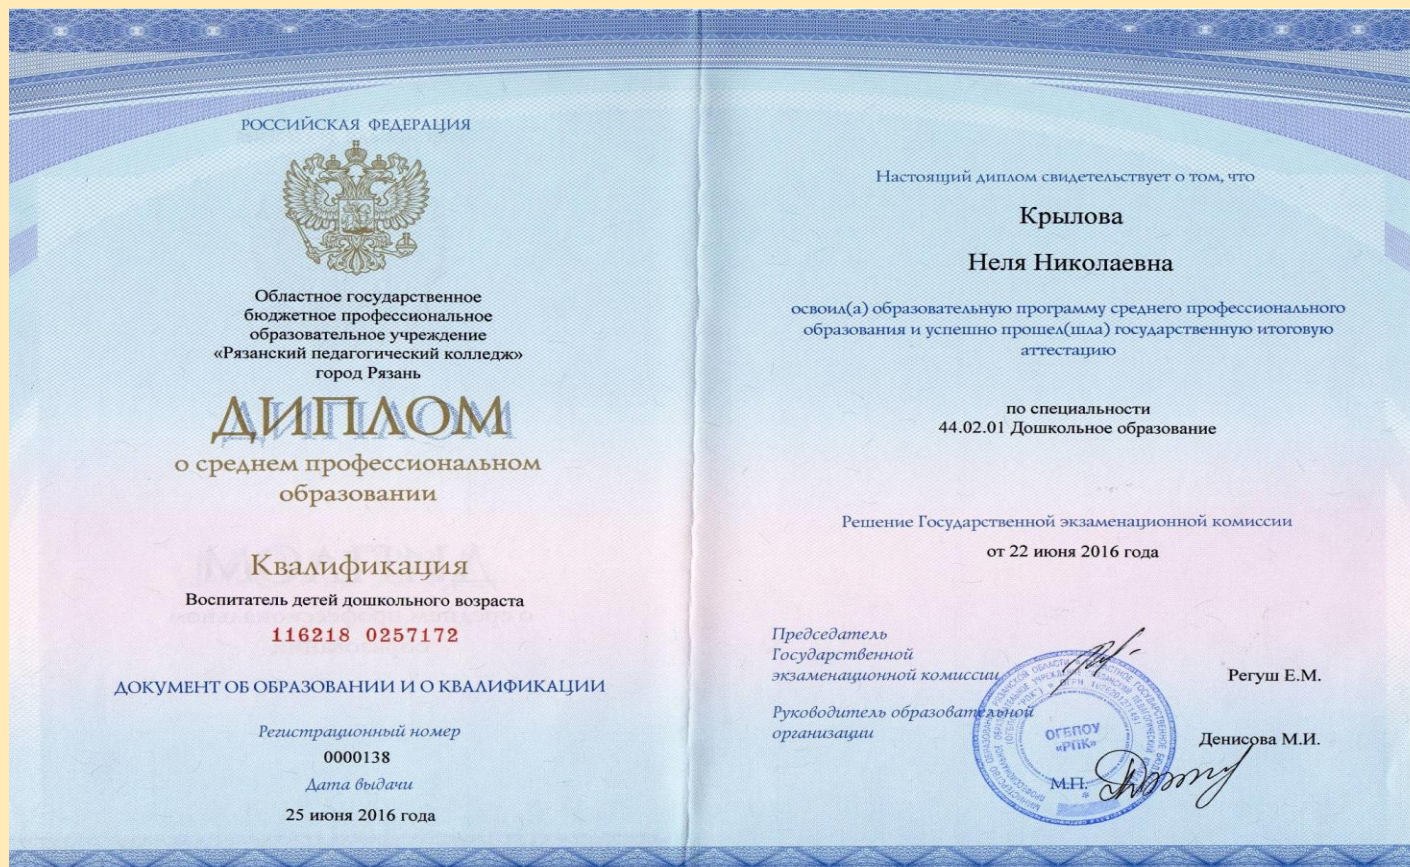 РОССИЙСКАЯ ФЕДЕРАЦИЯ
Областное государственное
бюджетное профессиональное
образовательное учреждение
«Рязанский педагогический колледж»
город Рязань
ДИПЛОМ
о среднем профессиональном
образовании
Квалификация
Воспитатель детей дошкольного возраста
116218 0257172
ДОКУМЕНТ ОБ ОБРАЗОВАНИИ И О КВАЛИФИКАЦИИ
Регистрационный номер
0000138
Дата выдачи
25 июня 2016 года
Настоящий диплом свидетельствует о том, что
Крылова
Неля Николаевна
освоил(а) образовательную программу среднего профессионального
образования и успешно прошел(шла) государственную итоговую
аттестацию
по специальности
44.02.01 Дошкольное образование
Решение Государственной экзаменационной комиссии
от 22 июня 2016 года
Председатель
Государственной
экзаменационной комиссии
Регуш Е.М.
Руководитель образовательной
организации
Денисова М.И.
М.П.
ОГБПОУ
«РПК»